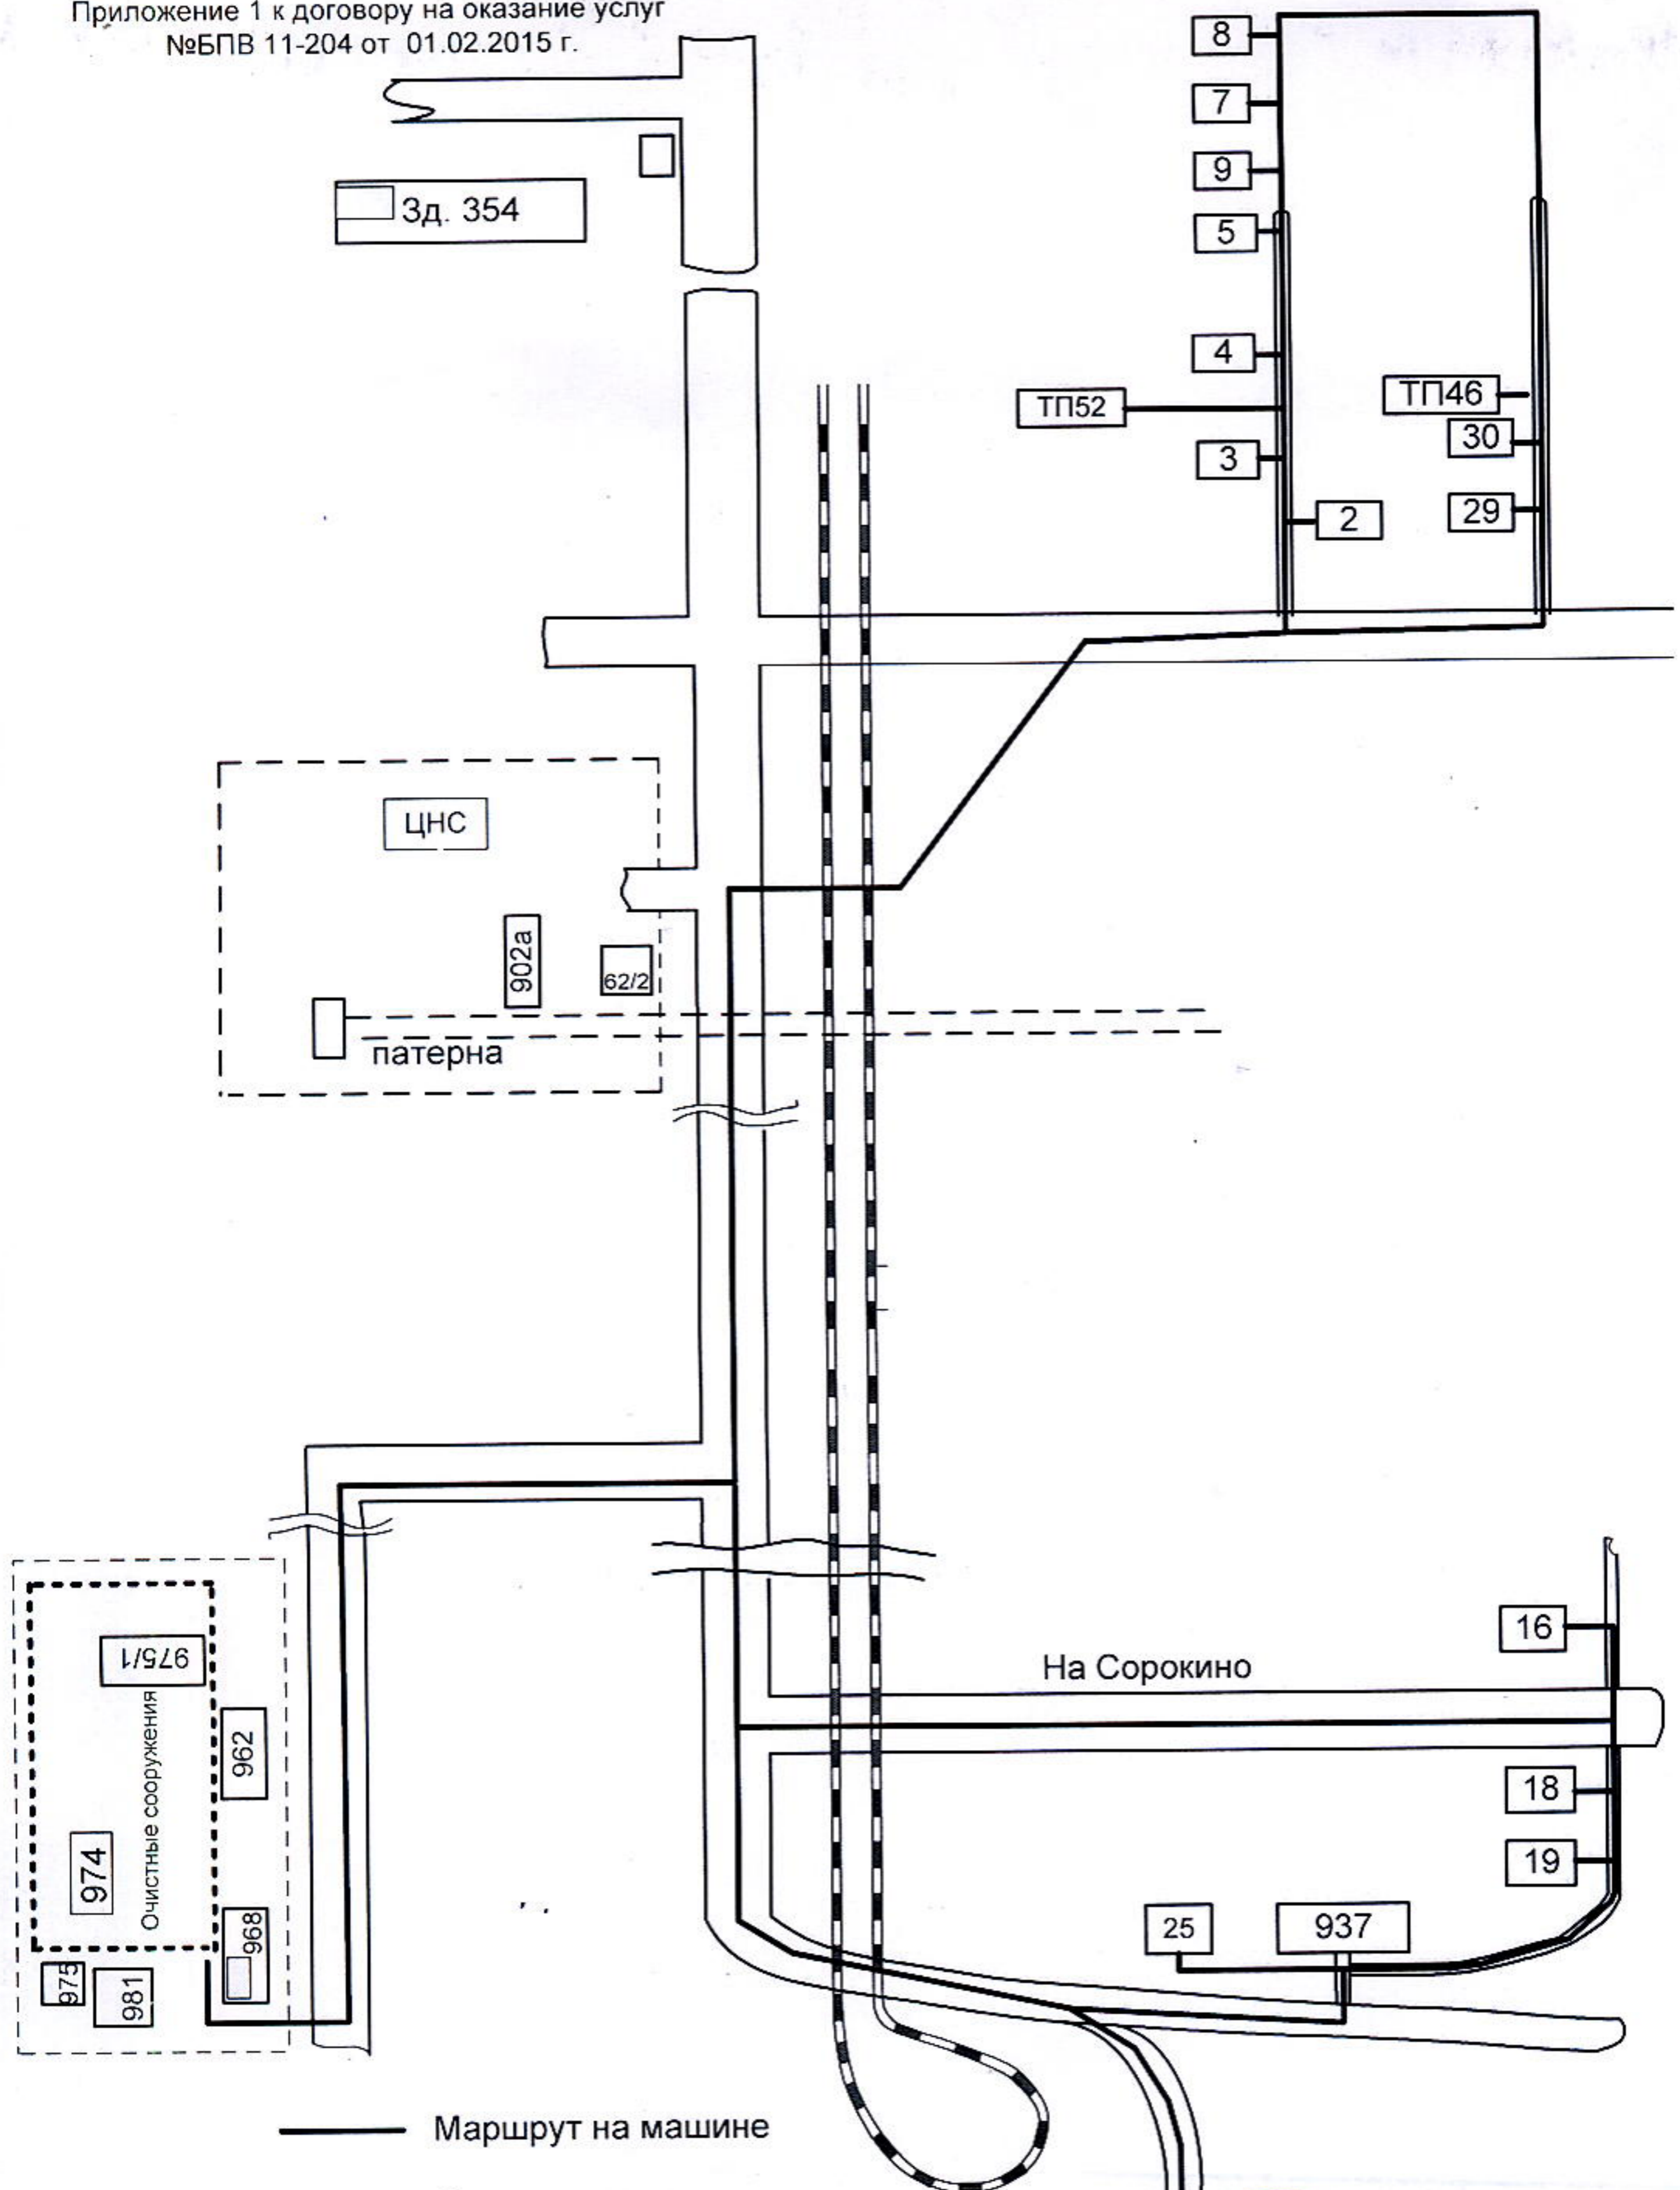 Приложение 1 к договору на оказание услуг
№БПВ 11-204 от 01.02.2015 г.
8
7
9
Зд. 354
5
4
ТП46
ТП52
30
3
29
2
ЦНС
902а
62/2
патерна
16
975/1
На Сорокино
962
18
Очистные сооружения
974
19
25
937
968
975
981
Маршрут на машине